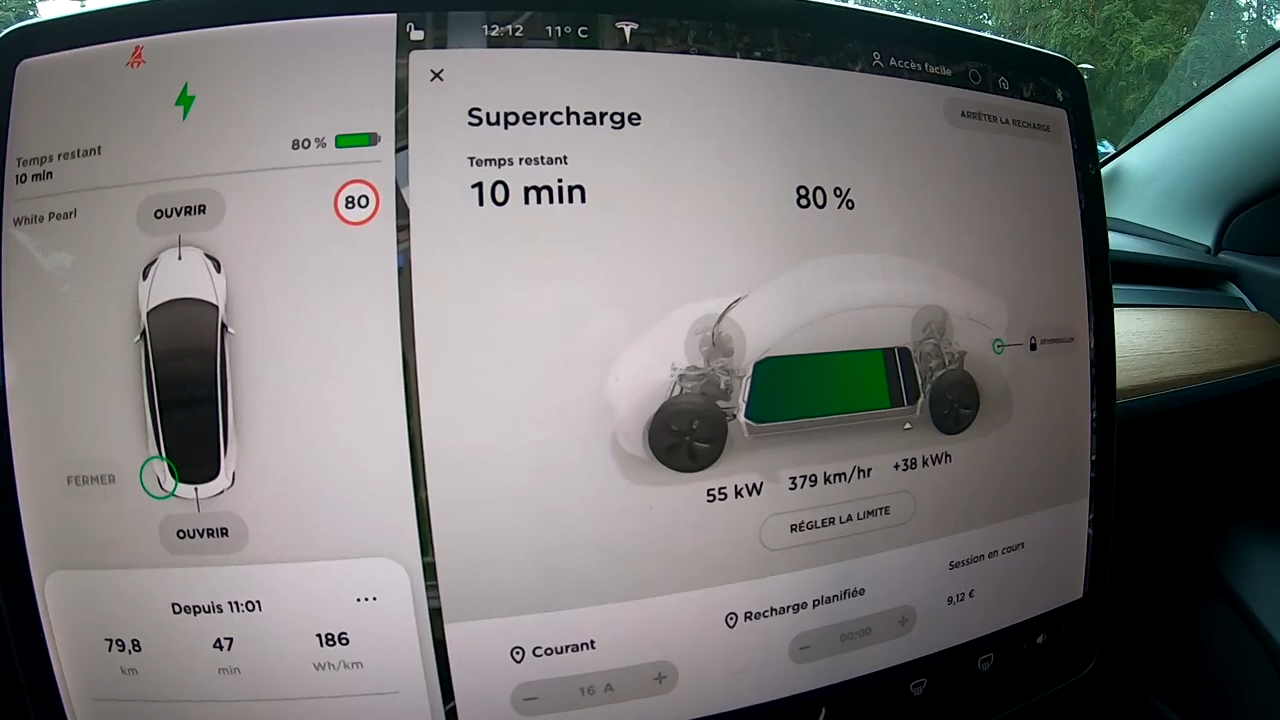 12:12 11° C
Accès facile
80 %
Temps restant
10 min
White Pearl
OUVRIR
80
FERMER
OUVRIR
Depuis 11:01
...
79,8 47 186
km min Wh/km
Supercharge
ARRÊTER LA RECHARGE
Temps restant
10 min
80 %
55 kW 379 km/hr +38 kWh
RÉGLER LA LIMITE
Session en cours
9,12 €
Recharge planifiée
− 00:00 +
Courant
− 16 A +